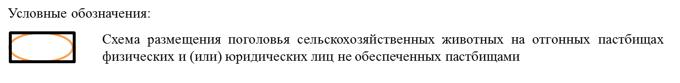 Условные обозначения:
Схема размещения поголовья сельскохозяйственных животных на отгонных пастбищах
физических и (или) юридических лиц не обеспеченных пастбищами